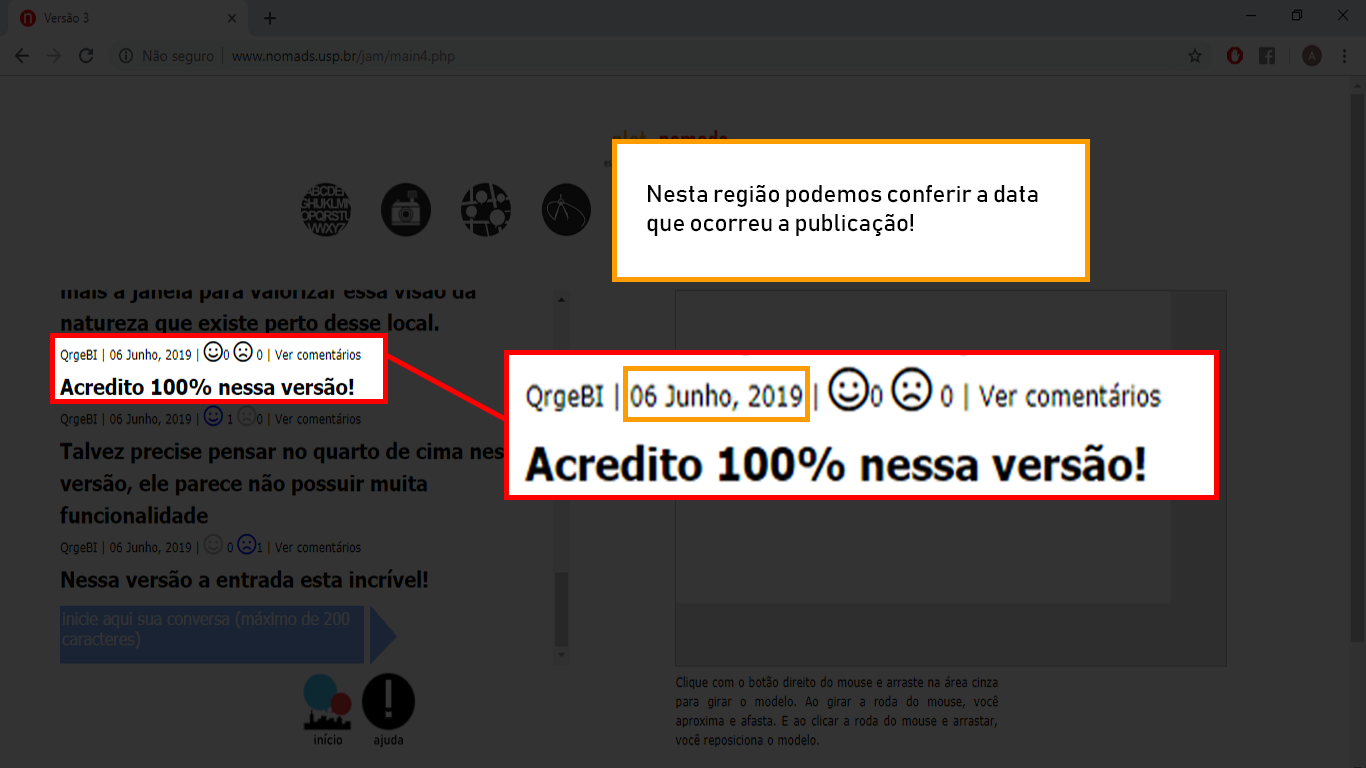 Versão 3
Não seguro | www.nomads.usp.br/jam/main4.php
A
nomads
Nesta região podemos conferir a data
que ocorreu a publicação!
ABCDEF
GHIJKLMN
OPQRSTU
VWXYZ
mais a janela para valorizar essa visão da
natureza que existe perto desse local.
QrgeBI | 06 Junho, 2019 | 0 0 | Ver comentários
Acredito 100% nessa versão!
QrgeBI | 06 Junho, 2019 | 1 0 | Ver comentários
Talvez precise pensar no quarto de cima nes
versão, ele parece não possuir muita
funcionalidade
QrgeBI | 06 Junho, 2019 | 0 1 | Ver comentários
Nessa versão a entrada esta incrível!
inicie aqui sua conversa (máximo de 200
caracteres)
início
ajuda
QrgeBI | 06 Junho, 2019 | 0 0 | Ver comentários
Acredito 100% nessa versão!
Clique com o botão direito do mouse e arraste na área cinza
para girar o modelo. Ao girar a roda do mouse, você
aproxima e afasta. E ao clicar a roda do mouse e arrastar,
você reposiciona o modelo.